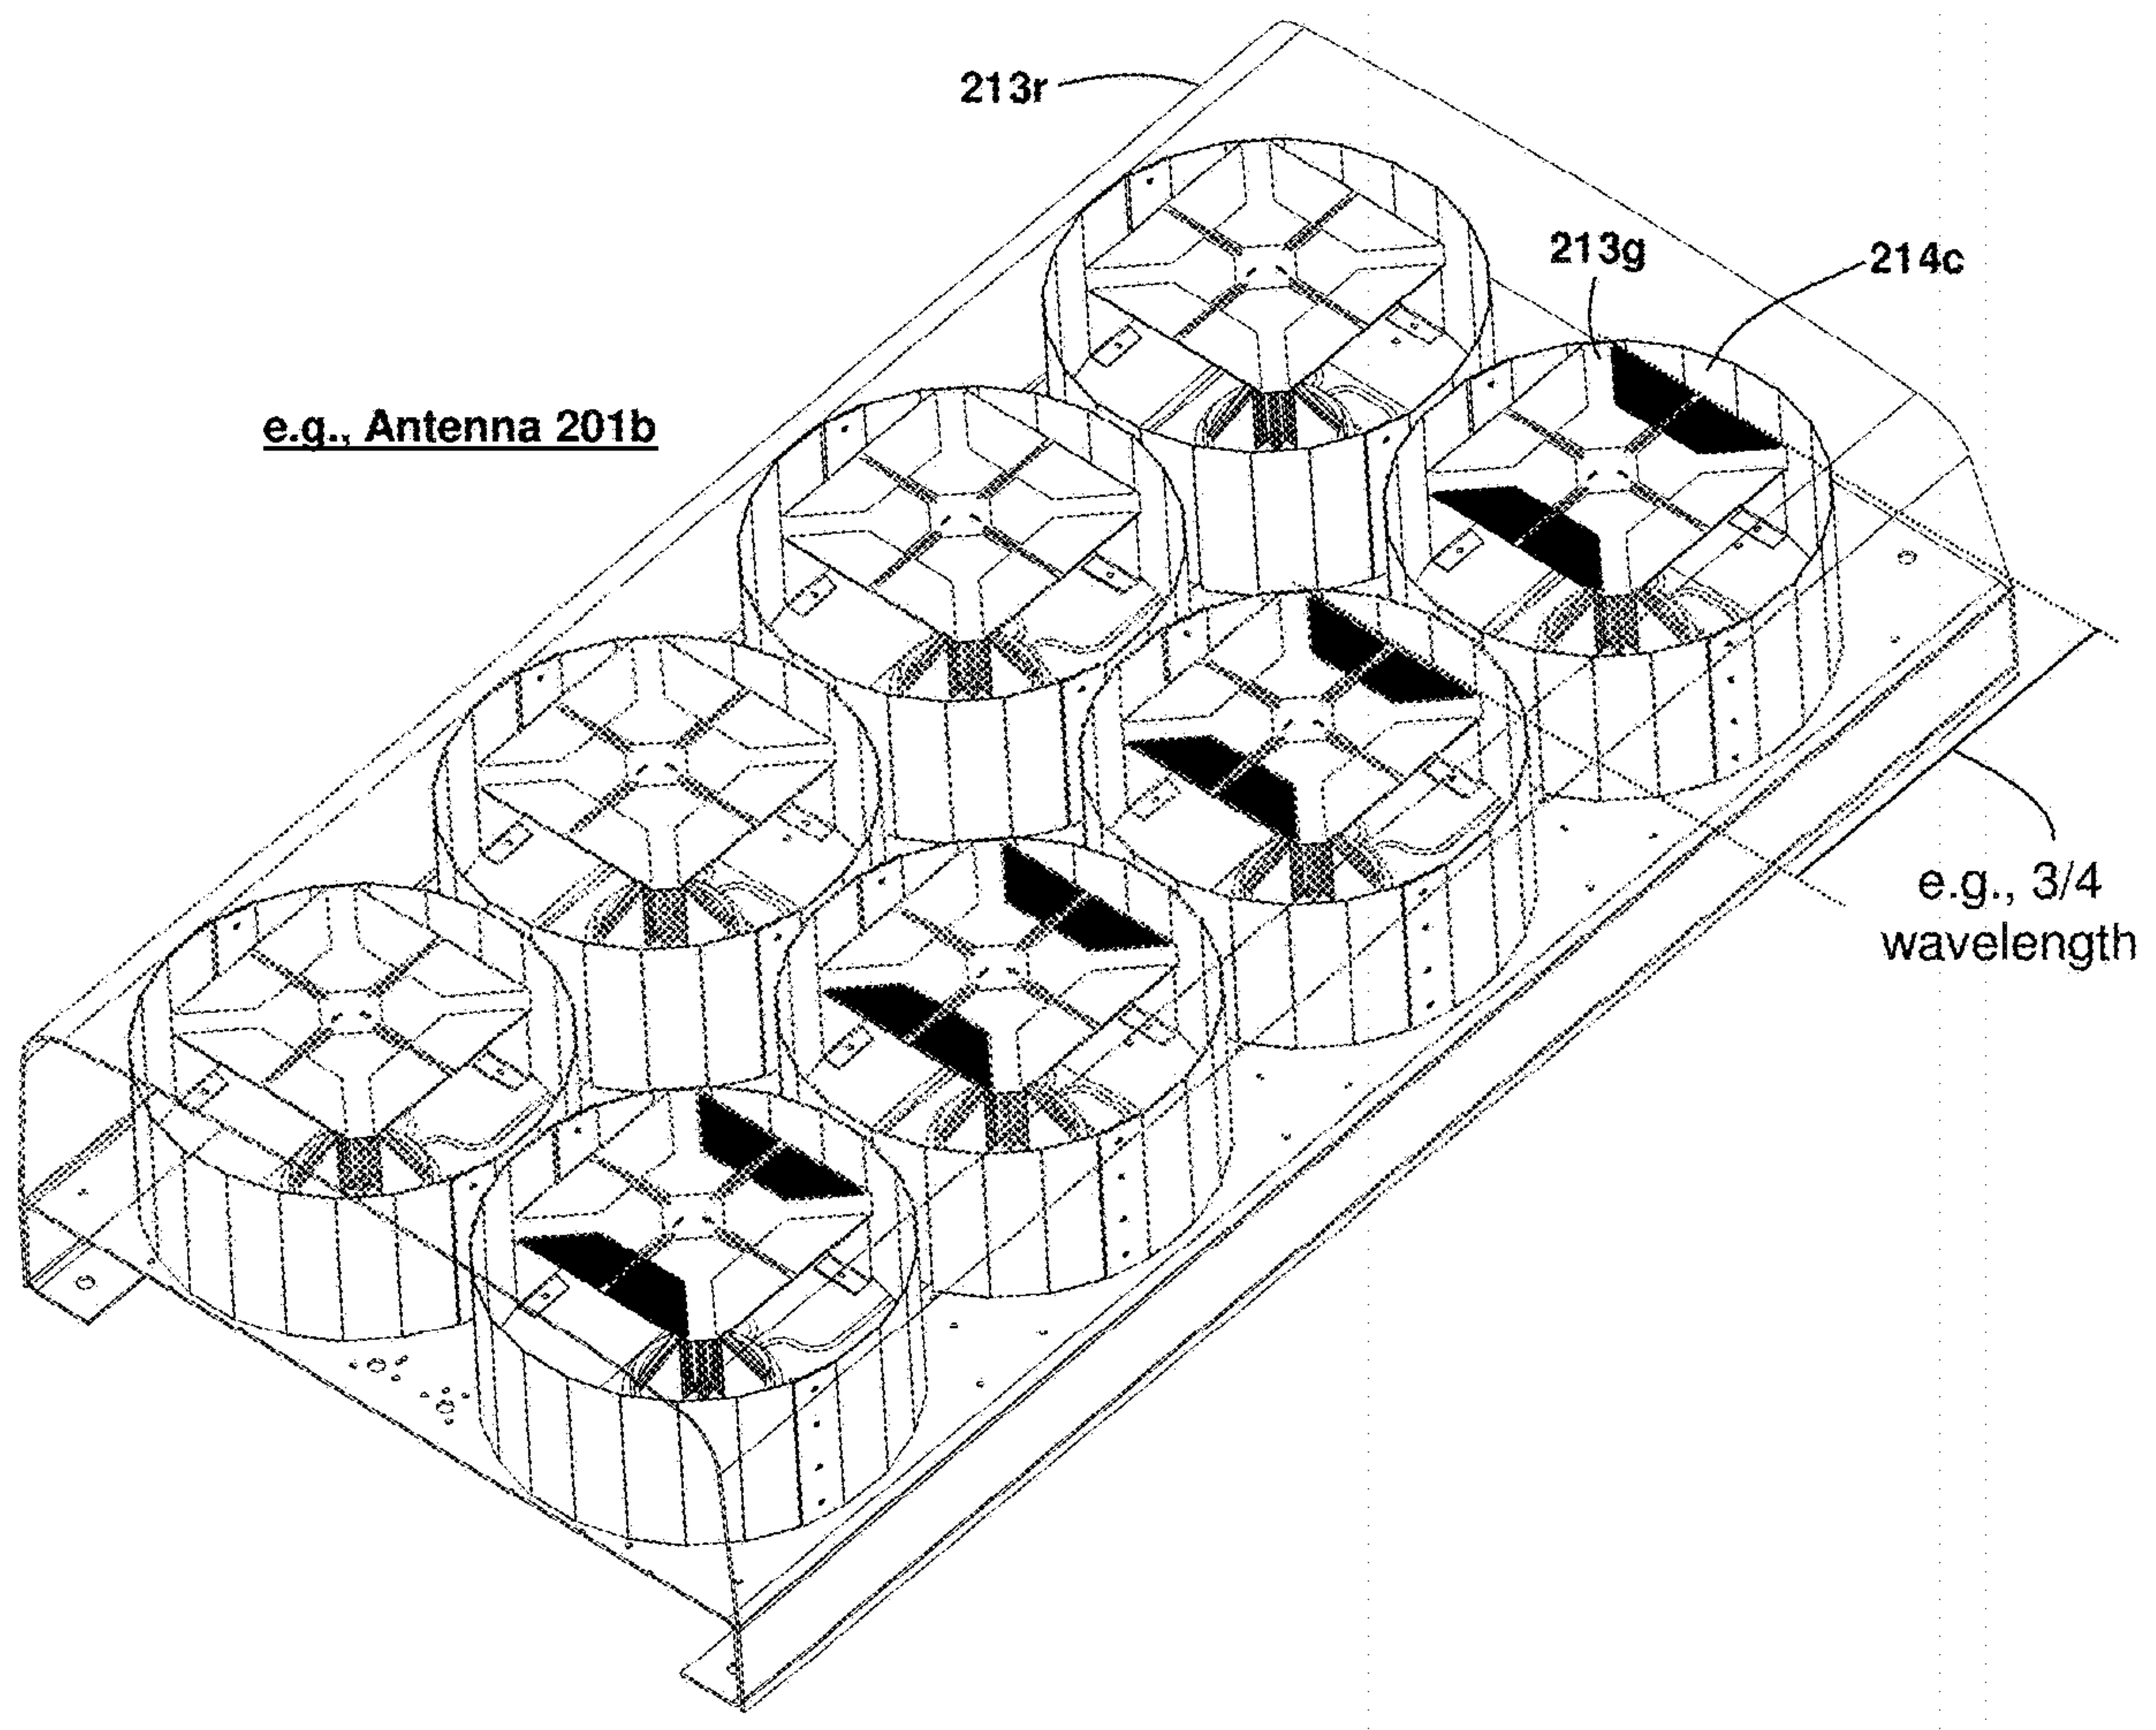 213r
213g
214c
e.g., Antenna 201b
e.g., 3/4
wavelength